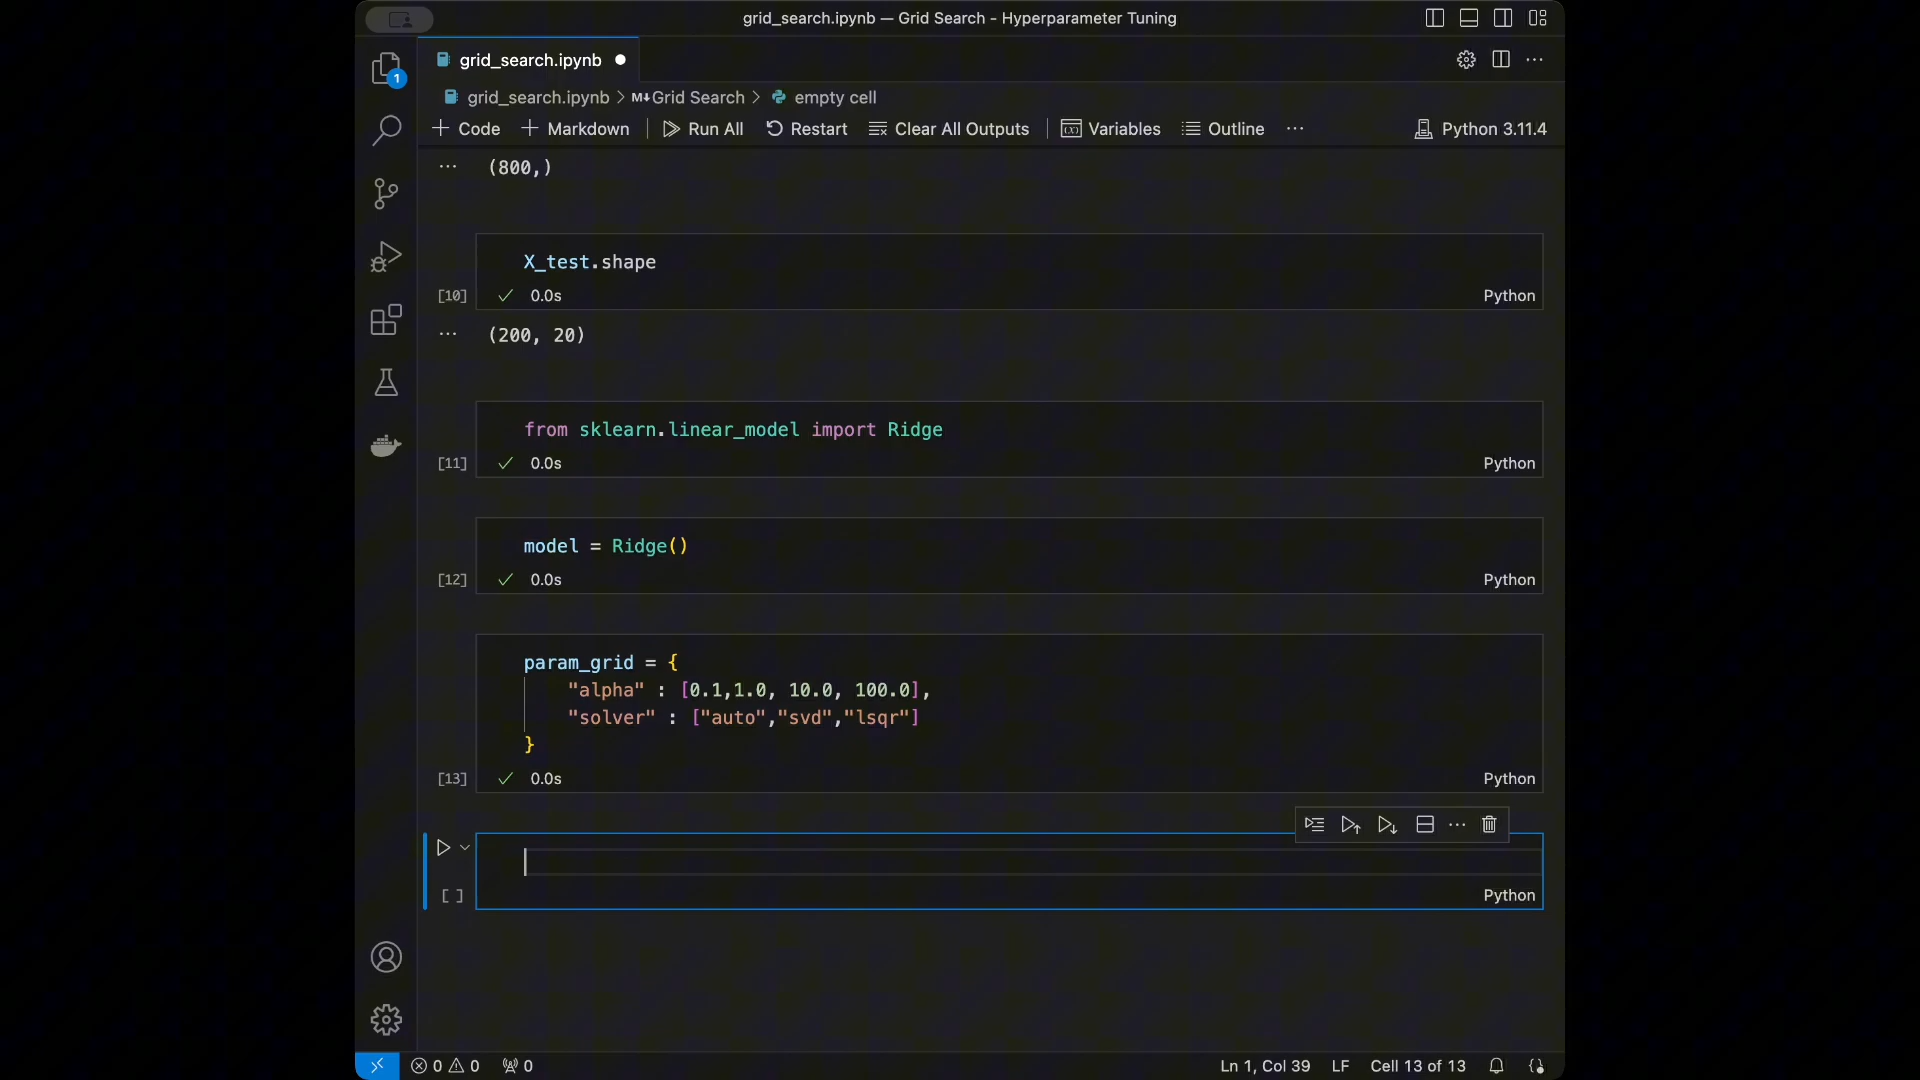 grid_search.ipynb — Grid Search - Hyperparameter Tuning
grid_search.ipynb
1
grid_search.ipynb > M↓Grid Search > empty cell
+ Code + Markdown Run All Restart Clear All Outputs Variables Outline ··· Python 3.11.4
··· (800,)
X_test.shape
[10] ✓ 0.0s Python
··· (200, 20)
from sklearn.linear_model import Ridge
[11] ✓ 0.0s Python
model = Ridge()
[12] ✓ 0.0s Python
param_grid = {
"alpha" : [0.1,1.0, 10.0, 100.0],
"solver" : ["auto","svd","lsqr"]
}
[13] ✓ 0.0s Python
[ ] Python
0 0 0 Ln 1, Col 39 LF Cell 13 of 13